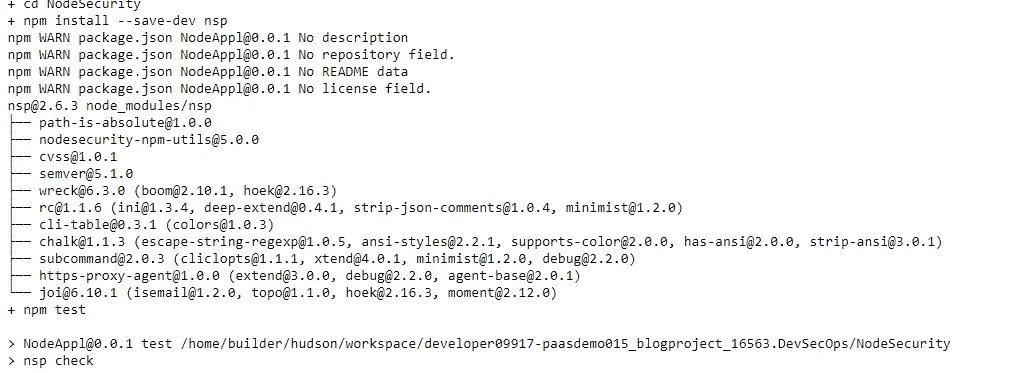 + cd NodeSecurity
+ npm install --save-dev nsp
npm WARN package.json NodeAppl@0.0.1 No description
npm WARN package.json NodeAppl@0.0.1 No repository field.
npm WARN package.json NodeAppl@0.0.1 No README data
npm WARN package.json NodeAppl@0.0.1 No license field.
nsp@2.6.3 node_modules/nsp
├── path-is-absolute@1.0.0
├── nodesecurity-npm-utils@5.0.0
├── cvss@1.0.1
├── semver@5.1.0
├── wreck@6.3.0 (boom@2.10.1, hoek@2.16.3)
├── rc@1.1.6 (ini@1.3.4, deep-extend@0.4.1, strip-json-comments@1.0.4, minimist@1.2.0)
├── cli-table@0.3.1 (colors@1.0.3)
├── chalk@1.1.3 (escape-string-regexp@1.0.5, ansi-styles@2.2.1, supports-color@2.0.0, has-ansi@2.0.0, strip-ansi@3.0.1)
├── subcommand@2.0.3 (cliclopts@1.1.1, xtend@4.0.1, minimist@1.2.0, debug@2.2.0)
├── https-proxy-agent@1.0.0 (extend@3.0.0, debug@2.2.0, agent-base@2.0.1)
└── joi@6.10.1 (isemail@1.2.0, topo@1.1.0, hoek@2.16.3, moment@2.12.0)
+ npm test
> NodeAppl@0.0.1 test /home/builder/hudson/workspace/developer09917-paasdemo015_blogproject_16563.DevSecOps/NodeSecurity
> nsp check